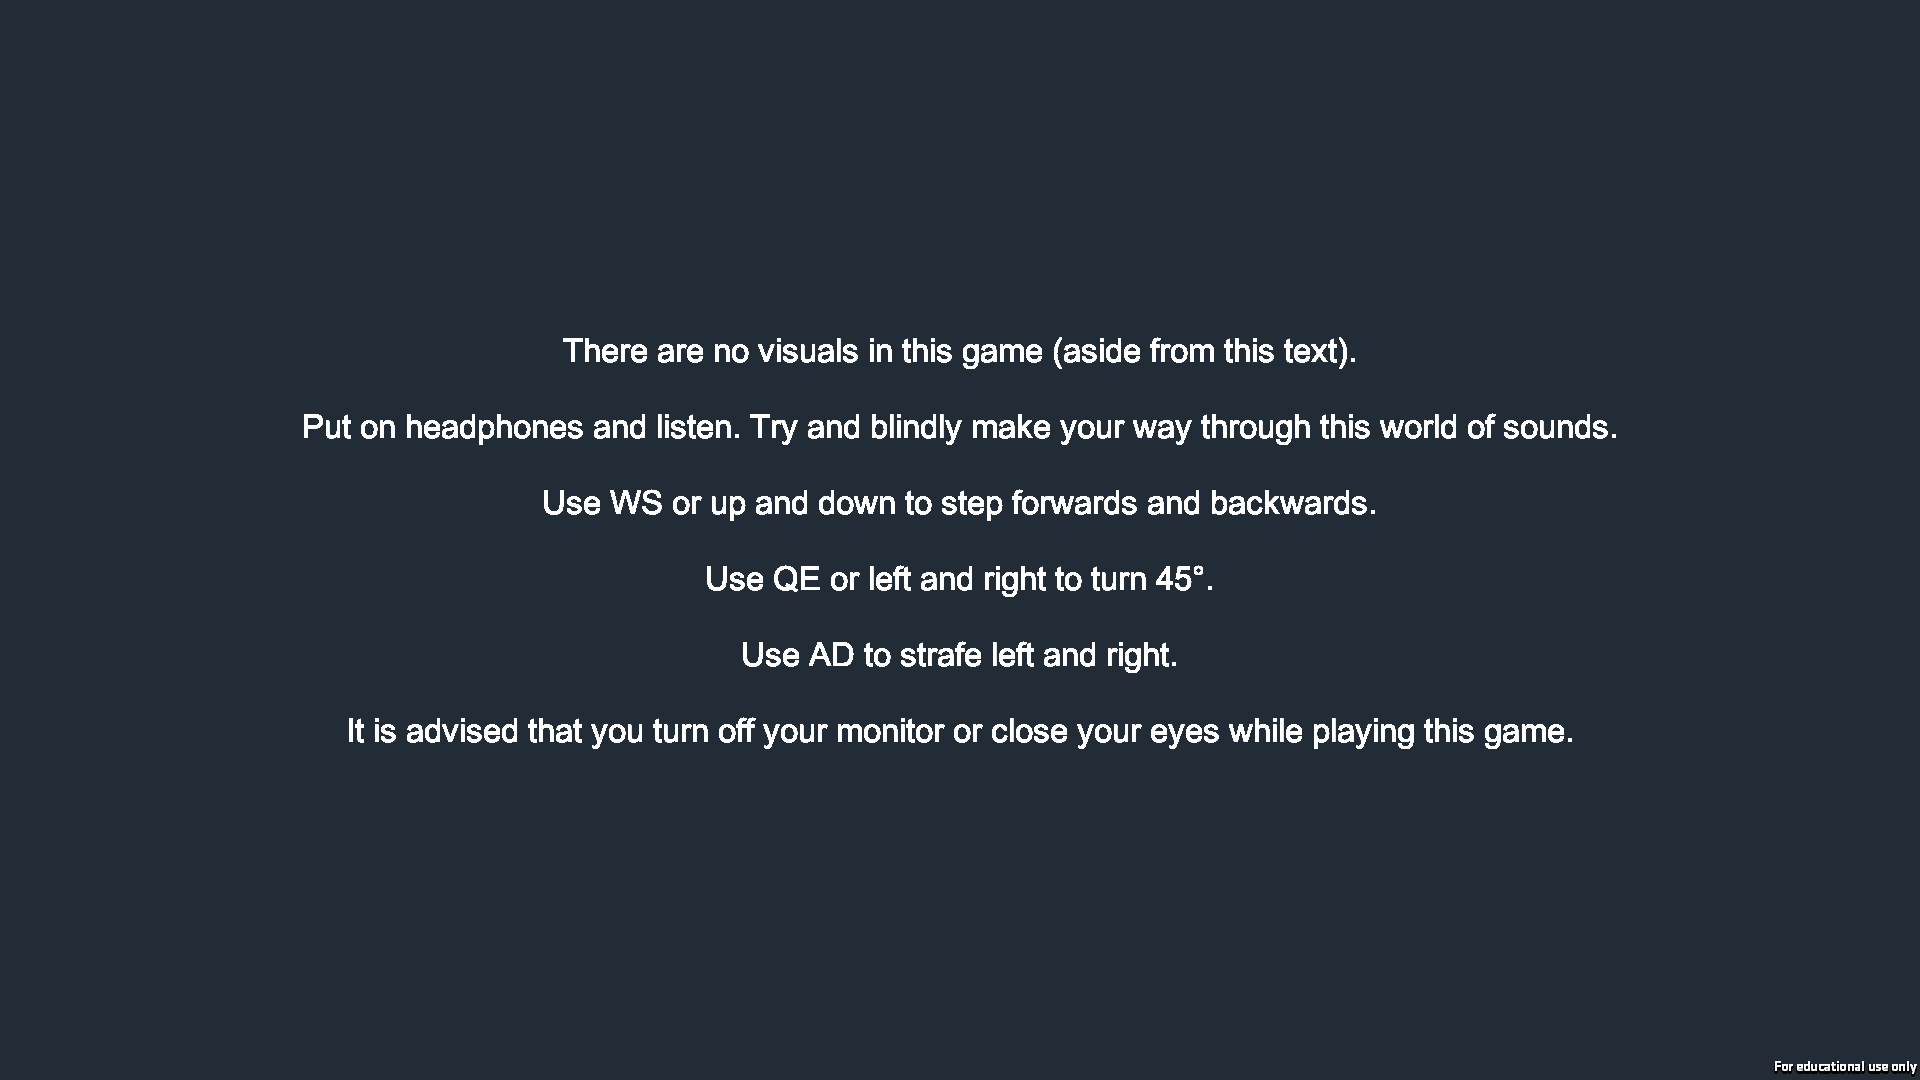 There are no visuals in this game (aside from this text).
Put on headphones and listen. Try and blindly make your way through this world of sounds.
Use WS or up and down to step forwards and backwards.
Use QE or left and right to turn 45°.
Use AD to strafe left and right.
It is advised that you turn off your monitor or close your eyes while playing this game.
For educational use only